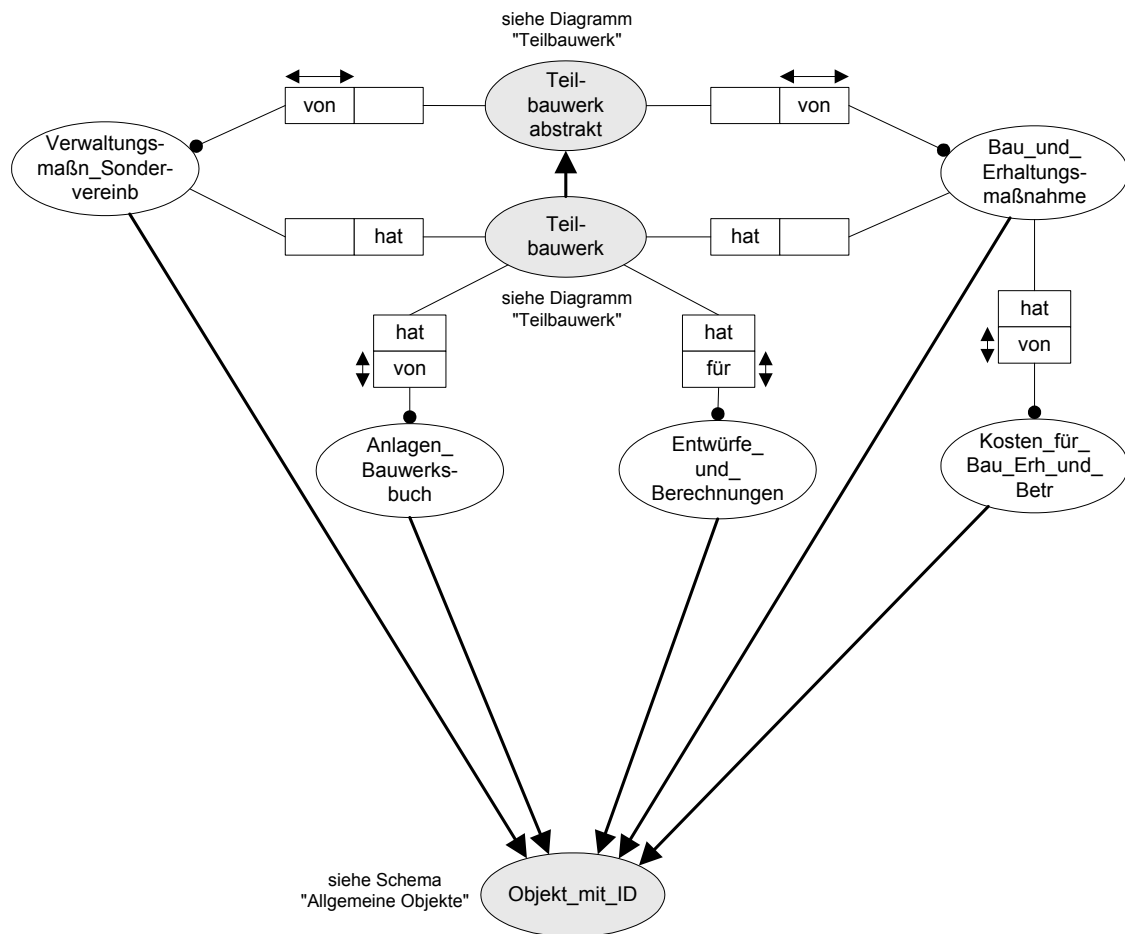 siehe Diagramm
"Teilbauwerk"
Teil-
bauwerk
abstrakt
von
von
Verwaltungs-
maßn_Sonder-
vereinb
Bau_und_
Erhaltungs-
maßnahme
hat
Teil-
bauwerk
hat
siehe Diagramm
"Teilbauwerk"
hat
von
hat
für
hat
von
Anlagen_
Bauwerks-
buch
Entwürfe_
und_
Berechnungen
Kosten_für_
Bau_Erh_und_
Betr
siehe Schema
"Allgemeine Objekte"
Objekt_mit_ID